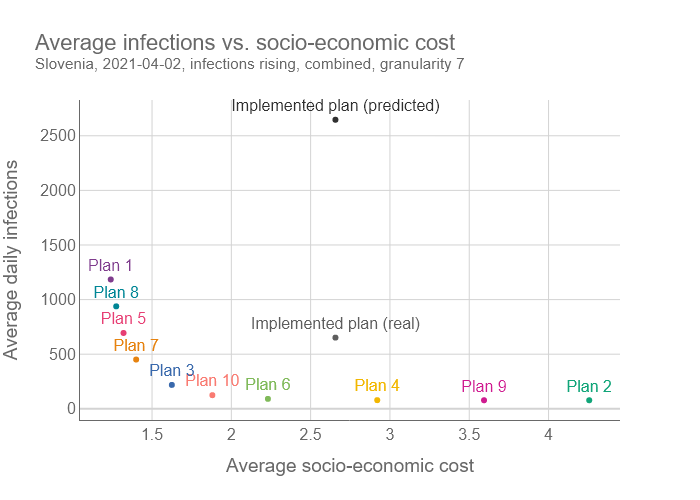 Average infections vs. socio-economic cost
Slovenia, 2021-04-02, infections rising, combined, granularity 7
Implemented plan (predicted)
2500
2000
1500
Plan 1
Plan 8
1000
Plan 5
Implemented plan (real)
Plan 7
500
Plan 3
Plan 10
Plan 6
Plan 4
Plan 9
Plan 2
0
1.5
2
2.5
3
3.5
4
Average socio-economic cost
Average daily infections